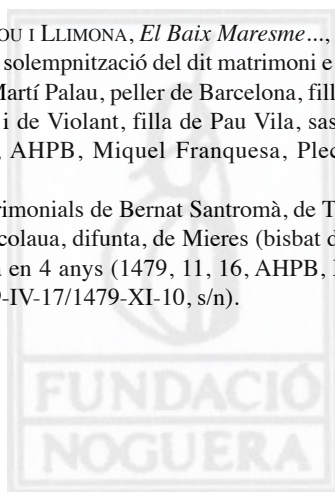 OU I LLIMONA, El Baix Maresme...,
solempnització del dit matrimoni e
Martí Palau, peller de Barcelona, fill
i de Violant, filla de Pau Vila, sas
, AHPB, Miquel Franquesa, Plec
rimonials de Bernat Santromà, de T
colaua, difunta, de Mieres (bisbat d
en 4 anys (1479, 11, 16, AHPB,
-IV-17/1479-XI-10, s/n).
FUNDACIÓ
NOGUERA